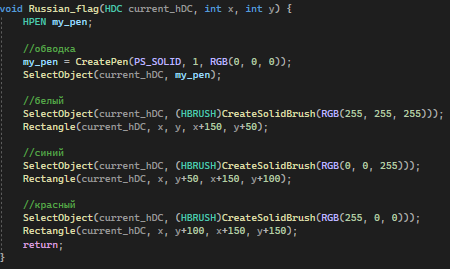 void Russian_flag(HDC current_hDC, int x, int y) {
HPEN my_pen;
//обводка
my_pen = CreatePen(PS_SOLID, 1, RGB(0, 0, 0));
SelectObject(current_hDC, my_pen);
//белый
SelectObject(current_hDC, (HBRUSH)CreateSolidBrush(RGB(255, 255, 255)));
Rectangle(current_hDC, x, y, x+150, y+50);
//синий
SelectObject(current_hDC, (HBRUSH)CreateSolidBrush(RGB(0, 0, 255)));
Rectangle(current_hDC, x, y+50, x+150, y+100);
//красный
SelectObject(current_hDC, (HBRUSH)CreateSolidBrush(RGB(255, 0, 0)));
Rectangle(current_hDC, x, y+100, x+150, y+150);
return;
}